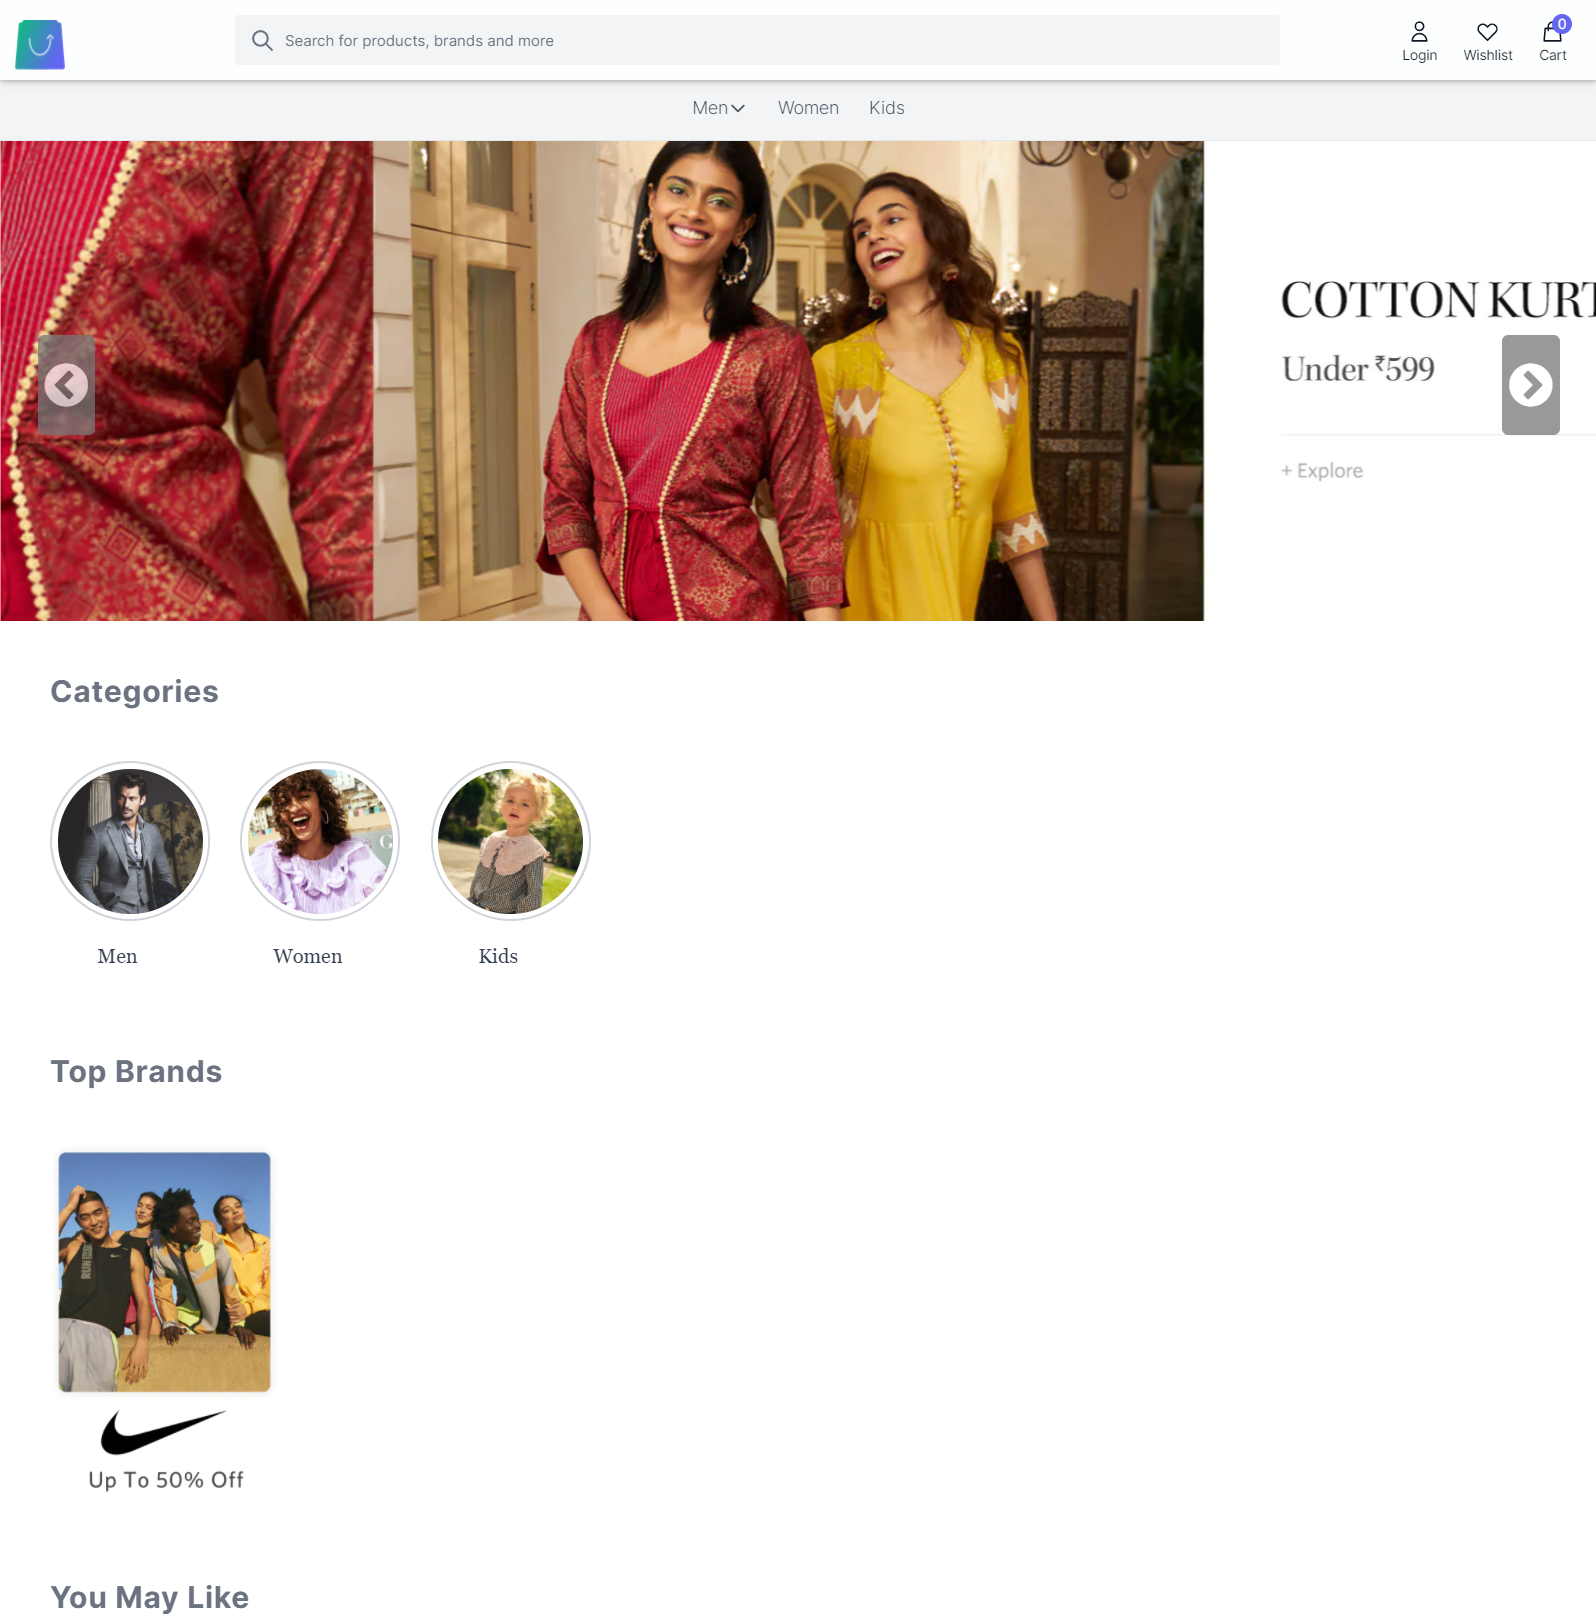 Search for products, brands and more
Login
Wishlist
0
Cart
Men
Women
Kids
COTTON KURT
Under ₹599
+ Explore
Categories
Men
Women
Kids
Top Brands
RUN
Up To 50% Off
You May Like